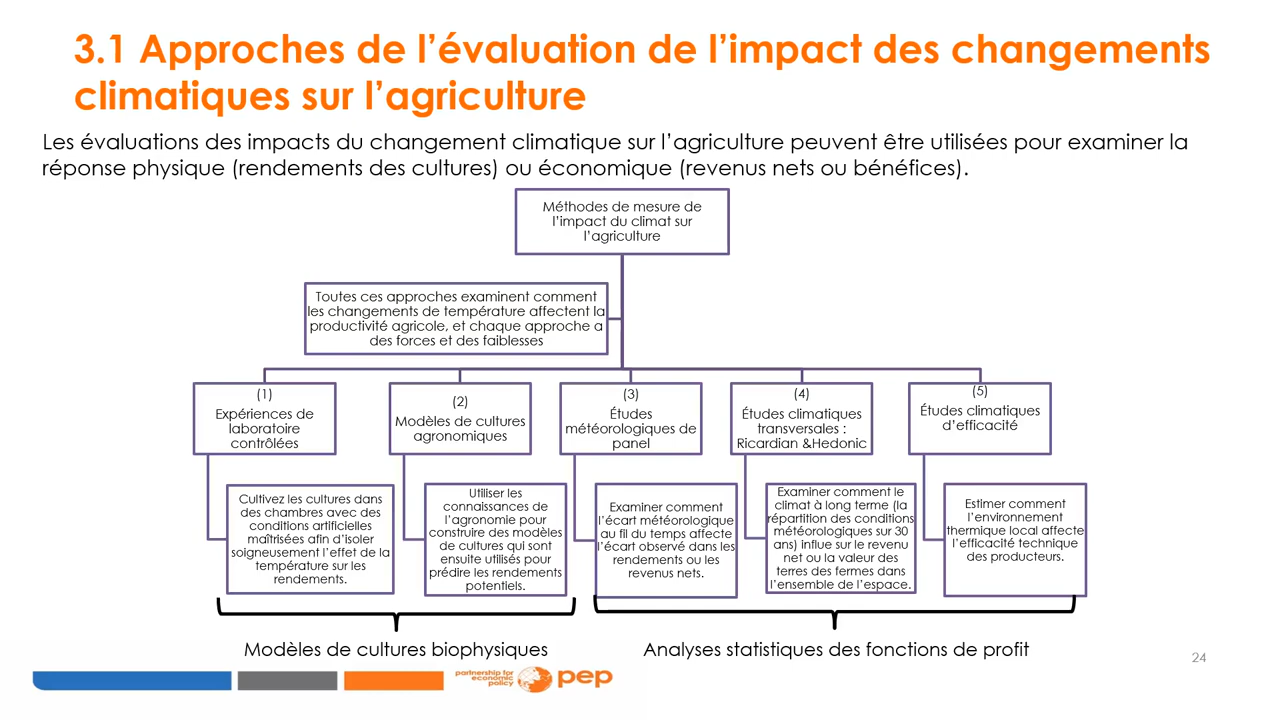 3.1 Approches de l’évaluation de l’impact des changements
climatiques sur l’agriculture
Les évaluations des impacts du changement climatique sur l’agriculture peuvent être utilisées pour examiner la
réponse physique (rendements des cultures) ou économique (revenus nets ou bénéfices).
Méthodes de mesure de
l’impact du climat sur
l’agriculture
Toutes ces approches examinent comment
les changements de température affectent la
productivité agricole, et chaque approche a
des forces et des faiblesses
(1)
Expériences de
laboratoire
contrôlées
(2)
Modèles de cultures
agronomiques
(3)
Études
météorologiques de
panel
(4)
Études climatiques
transversales :
Ricardian &Hedonic
(5)
Études climatiques
d’efficacité
Cultivez les cultures dans
des chambres avec des
conditions artificielles
maîtrisées afin d’isoler
soigneusement l’effet de la
température sur les
rendements.
Utiliser les
connaissances de
l’agronomie pour
construire des modèles
de cultures qui sont
ensuite utilisés pour
prédire les rendements
potentiels.
Examiner comment
l’écart météorologique
au fil du temps affecte
l’écart observé dans les
rendements ou les
revenus nets.
Examiner comment le
climat à long terme (la
répartition des conditions
météorologiques sur 30
ans) influe sur le revenu
net ou la valeur des
terres des fermes dans
l’ensemble de l’espace.
Estimer comment
l’environnement
thermique local affecte
l’efficacité technique
des producteurs.
Modèles de cultures biophysiques
Analyses statistiques des fonctions de profit
24
partnership for
economic
policy
pep